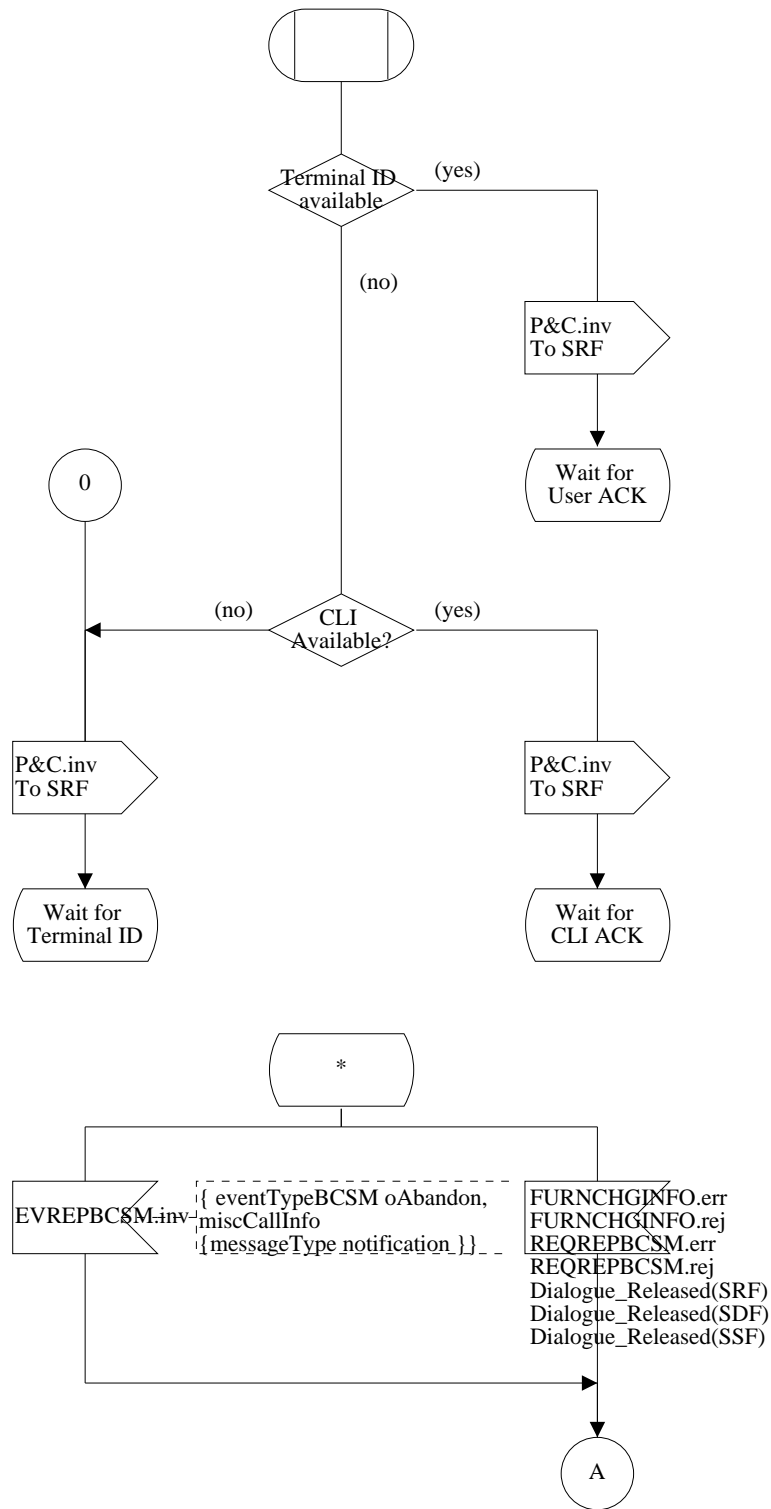 Terminal ID
available
(yes)
(no)
P&C.inv
To SRF
Wait for
User ACK
0
(no)
CLI
Available?
(yes)
P&C.inv
To SRF
P&C.inv
To SRF
Wait for
Terminal ID
Wait for
CLI ACK
*
EVREPBCSM.inv
{ eventTypeBCSM oAbandon,
miscCallInfo
{messageType notification }}
FURNCHGINFO.err
FURNCHGINFO.rej
REQREPBCSM.err
REQREPBCSM.rej
Dialogue_Released(SRF)
Dialogue_Released(SDF)
Dialogue_Released(SSF)
A